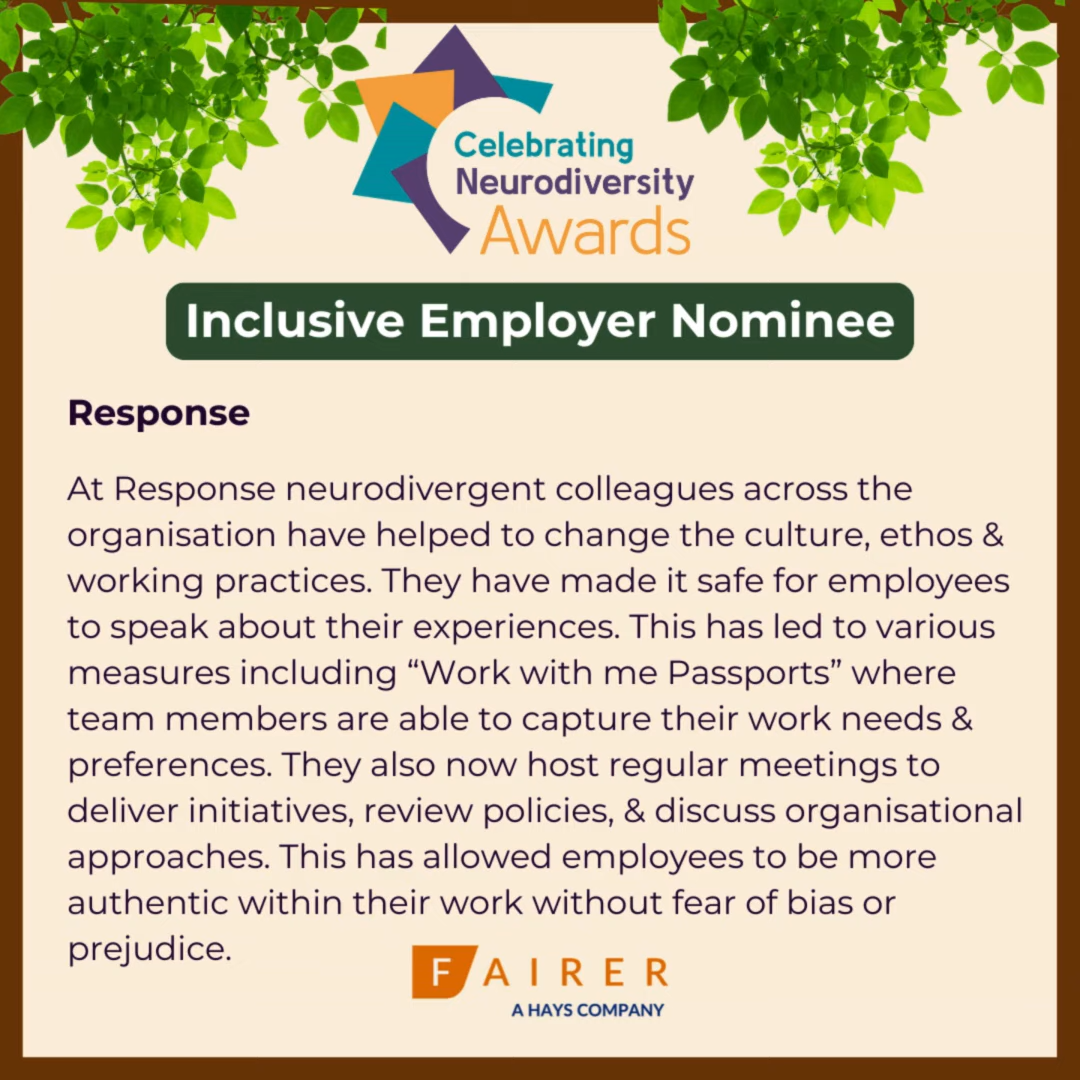 Celebrating
Neurodiversity
Awards
Inclusive Employer Nominee
Response
At Response neurodivergent colleagues across the
organisation have helped to change the culture, ethos &
working practices. They have made it safe for employees
to speak about their experiences. This has led to various
measures including “Work with me Passports” where
team members are able to capture their work needs &
preferences. They also now host regular meetings to
deliver initiatives, review policies, & discuss organisational
approaches. This has allowed employees to be more
authentic within their work without fear of bias or
prejudice.
FAIRER
A HAYS COMPANY